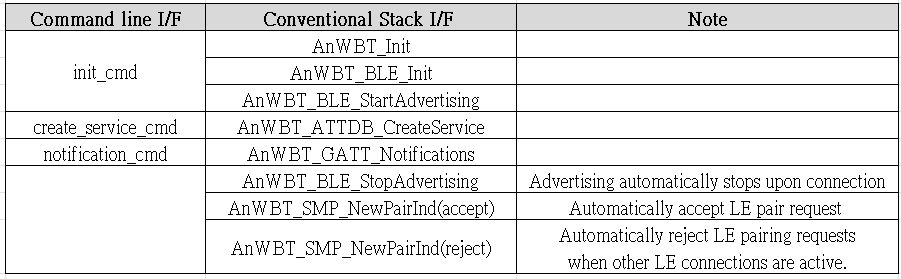 Command line I/F Conventional Stack I/F Note
init_cmd AnWBT_Init
AnWBT_BLE_Init
AnWBT_BLE_StartAdvertising
create_service_cmd AnWBT_ATTDB_CreateService
notification_cmd AnWBT_GATT_Notifications
AnWBT_BLE_StopAdvertising Advertising automatically stops upon connection
AnWBT_SMP_NewPairInd(accept) Automatically accept LE pair request
AnWBT_SMP_NewPairInd(reject) Automatically reject LE pairing requests
when other LE connections are active.